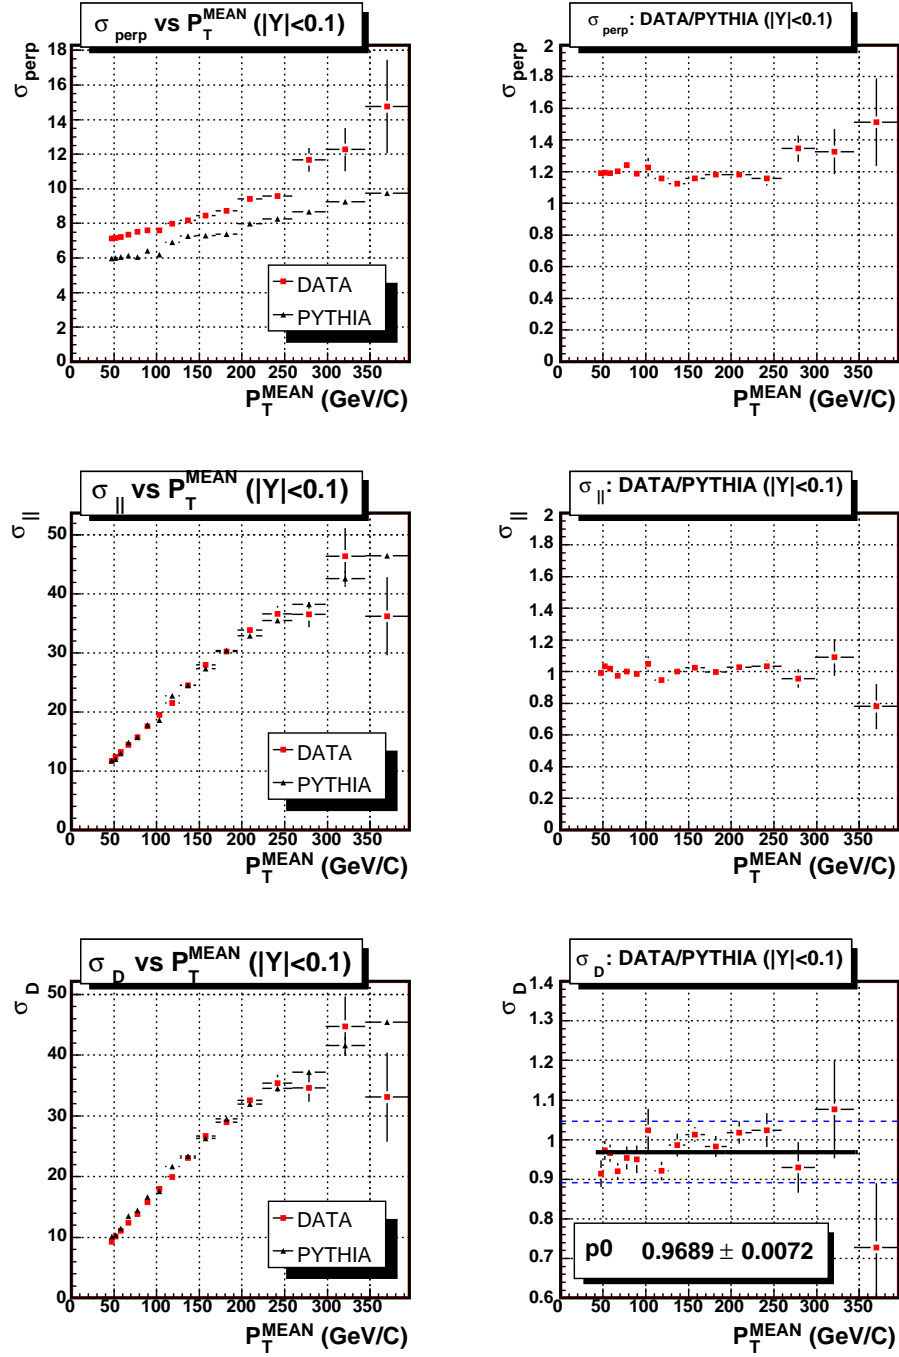 σ perp vs P_T^MEAN (|Y|<0.1)
σ perp
18
16
14
12
10
8
6
4
2
0
DATA
PYTHIA
0 50 100 150 200 250 300 350
P_T^MEAN (GeV/C)
σ perp : DATA/PYTHIA (|Y|<0.1)
σ perp
2
1.8
1.6
1.4
1.2
1
0.8
0.6
0.4
0.2
0
0 50 100 150 200 250 300 350
P_T^MEAN (GeV/C)
σ || vs P_T^MEAN (|Y|<0.1)
σ ||
50
40
30
20
10
0
DATA
PYTHIA
0 50 100 150 200 250 300 350
P_T^MEAN (GeV/C)
σ ||: DATA/PYTHIA (|Y|<0.1)
σ ||
2
1.8
1.6
1.4
1.2
1
0.8
0.6
0.4
0.2
0
0 50 100 150 200 250 300 350
P_T^MEAN (GeV/C)
σ D vs P_T^MEAN (|Y|<0.1)
σ D
50
40
30
20
10
0
DATA
PYTHIA
0 50 100 150 200 250 300 350
P_T^MEAN (GeV/C)
σ D: DATA/PYTHIA (|Y|<0.1)
σ D
1.4
1.3
1.2
1.1
1
0.9
0.8
0.7
0.6
p0 0.9689 ± 0.0072
0 50 100 150 200 250 300 350
P_T^MEAN (GeV/C)